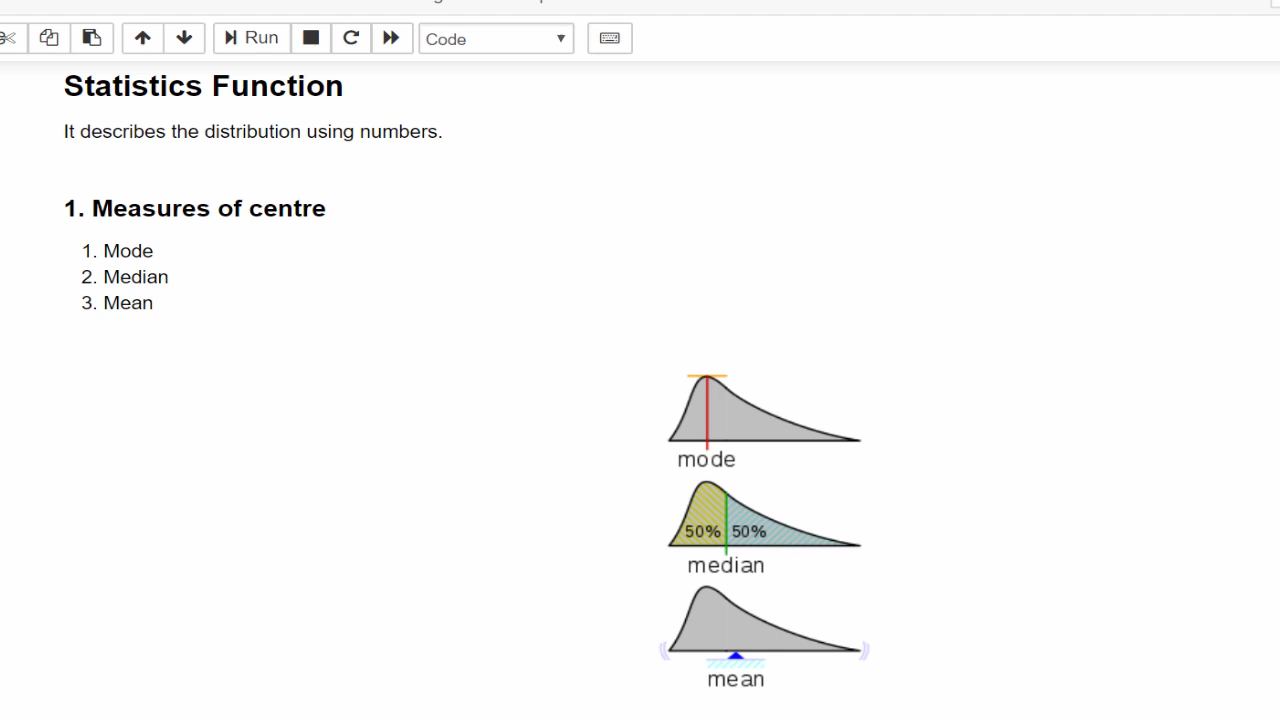 Run
Code
Statistics Function
It describes the distribution using numbers.
1. Measures of centre
1. Mode
2. Median
3. Mean
mode
50% 50%
median
mean